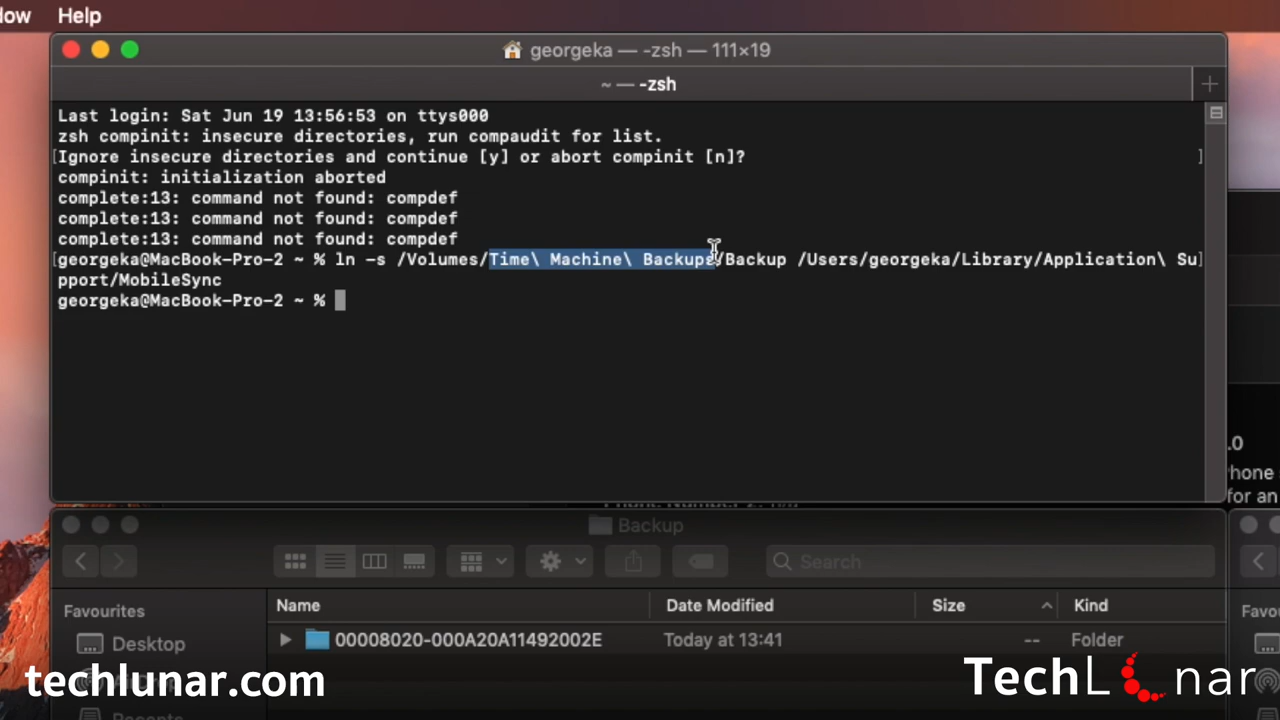 Help
georgeka — -zsh — 111×19
~ — -zsh
Last login: Sat Jun 19 13:56:53 on ttys000
zsh compinit: insecure directories, run compaudit for list.
[Ignore insecure directories and continue [y] or abort compinit [n]? ]
compinit: initialization aborted
complete:13: command not found: compdef
complete:13: command not found: compdef
complete:13: command not found: compdef
[georgeka@MacBook-Pro-2 ~ % ln -s /Volumes/Time\ Machine\ Backups/Backup /Users/georgeka/Library/Application\ Su]
pport/MobileSync
georgeka@MacBook-Pro-2 ~ %
.0
for an
Backup
Search
Favourites
Name
Date Modified
Size
Kind
Desktop
00008020-000A20A11492002E
Today at 13:41
--
Folder
techlunar.com
TechLunar